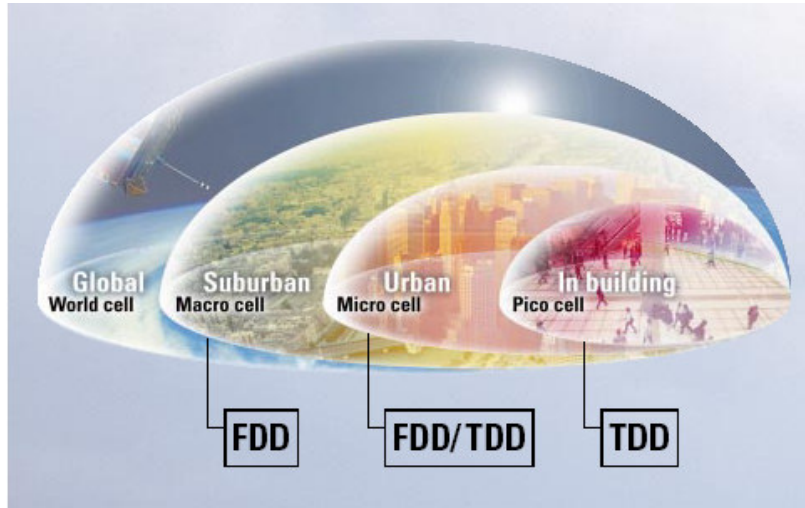 Global
World cell
Suburban
Macro cell
Urban
Micro cell
In building
Pico cell
FDD
FDD/TDD
TDD